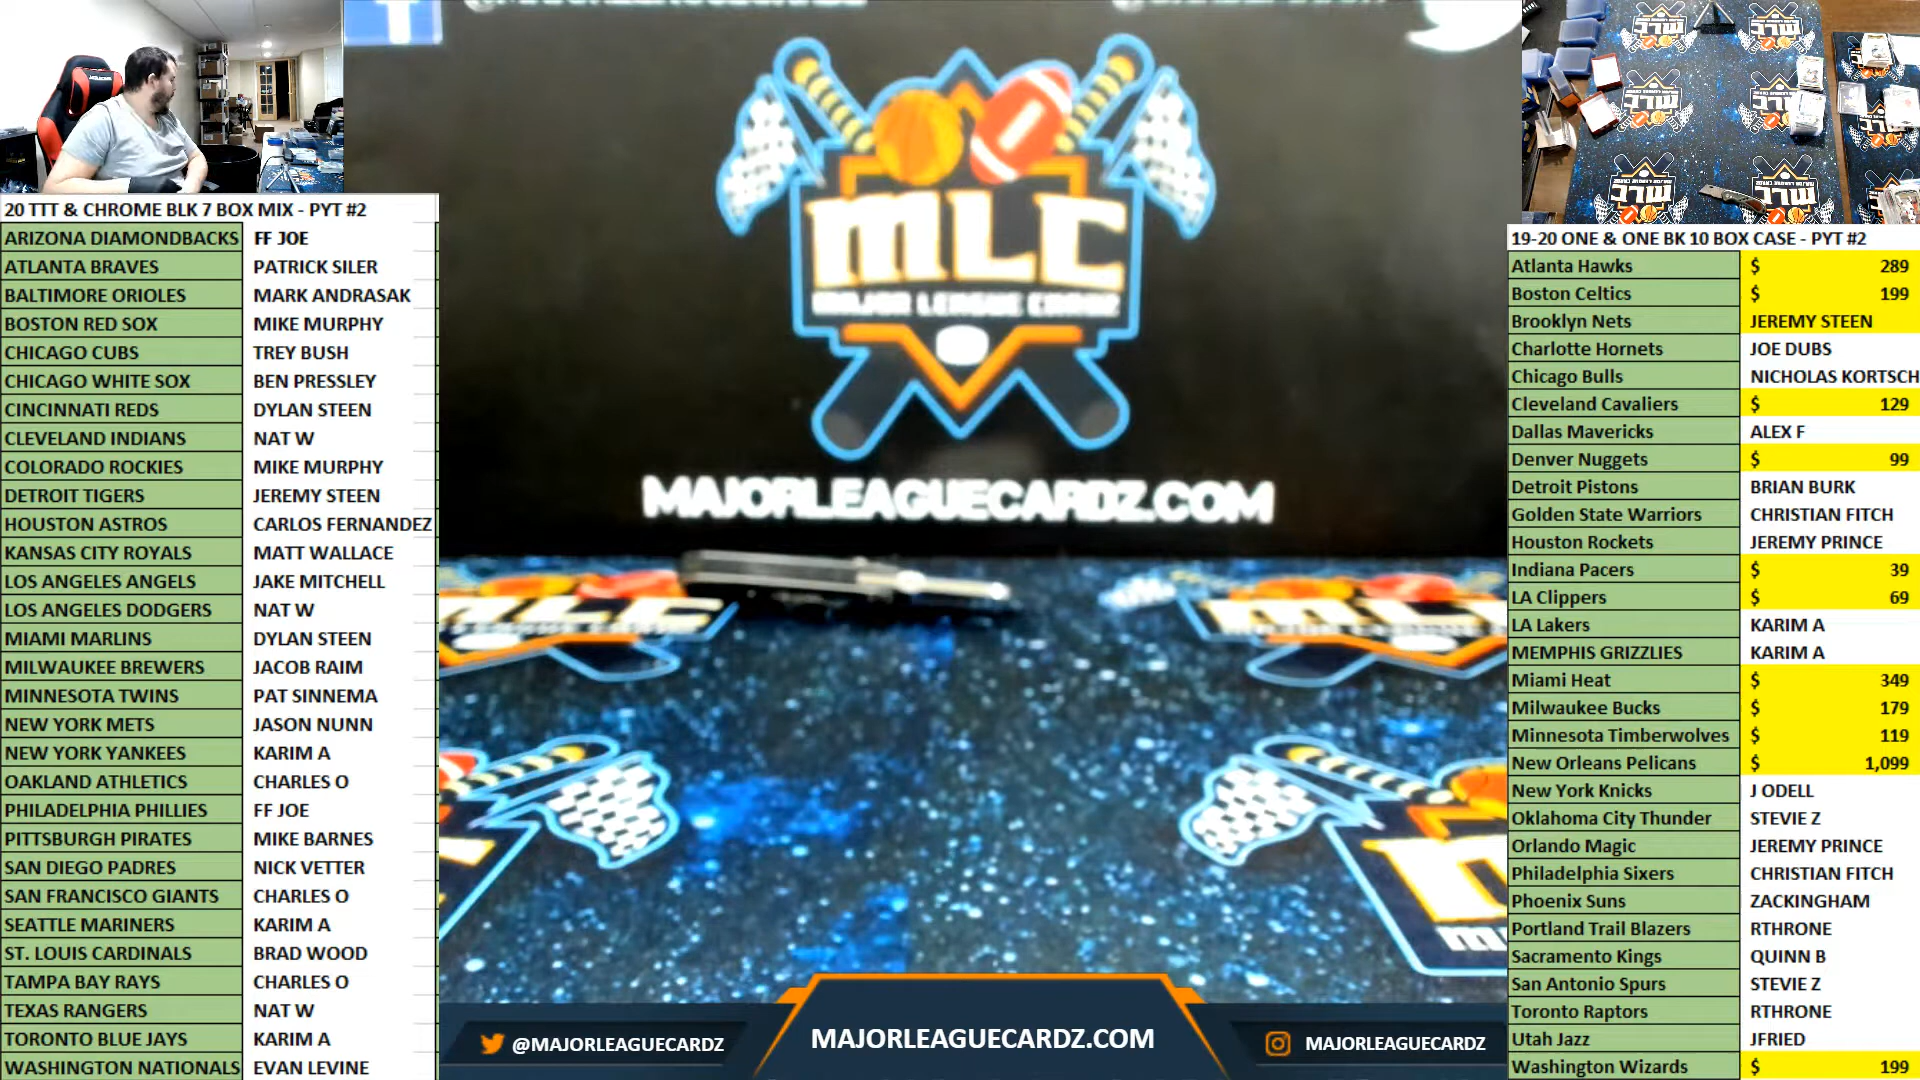 20 TTT & CHROME BLK 7 BOX MIX - PYT #2
ARIZONA DIAMONDBACKS FF JOE
ATLANTA BRAVES PATRICK SILER
BALTIMORE ORIOLES MARK ANDRASAK
BOSTON RED SOX MIKE MURPHY
CHICAGO CUBS TREY BUSH
CHICAGO WHITE SOX BEN PRESSLEY
CINCINNATI REDS DYLAN STEEN
CLEVELAND INDIANS NAT W
COLORADO ROCKIES MIKE MURPHY
DETROIT TIGERS JEREMY STEEN
HOUSTON ASTROS CARLOS FERNANDEZ
KANSAS CITY ROYALS MATT WALLACE
LOS ANGELES ANGELS JAKE MITCHELL
LOS ANGELES DODGERS NAT W
MIAMI MARLINS DYLAN STEEN
MILWAUKEE BREWERS JACOB RAIM
MINNESOTA TWINS PAT SINNEMA
NEW YORK METS JASON NUNN
NEW YORK YANKEES KARIM A
OAKLAND ATHLETICS CHARLES O
PHILADELPHIA PHILLIES FF JOE
PITTSBURGH PIRATES MIKE BARNES
SAN DIEGO PADRES NICK VETTER
SAN FRANCISCO GIANTS CHARLES O
SEATTLE MARINERS KARIM A
ST. LOUIS CARDINALS BRAD WOOD
TAMPA BAY RAYS CHARLES O
TEXAS RANGERS NAT W
TORONTO BLUE JAYS KARIM A
WASHINGTON NATIONALS EVAN LEVINE
MLC
MAJOR LEAGUE CARDZ
MAJORLEAGUECARDZ.COM
MLC
MLC
@MAJORLEAGUECARDZ
MAJORLEAGUECARDZ.COM
MAJORLEAGUECARDZ
19-20 ONE & ONE BK 10 BOX CASE - PYT #2
Atlanta Hawks $ 289
Boston Celtics $ 199
Brooklyn Nets JEREMY STEEN
Charlotte Hornets JOE DUBS
Chicago Bulls NICHOLAS KORTSCH
Cleveland Cavaliers $ 129
Dallas Mavericks ALEX F
Denver Nuggets $ 99
Detroit Pistons BRIAN BURK
Golden State Warriors CHRISTIAN FITCH
Houston Rockets JEREMY PRINCE
Indiana Pacers $ 39
LA Clippers $ 69
LA Lakers KARIM A
MEMPHIS GRIZZLIES KARIM A
Miami Heat $ 349
Milwaukee Bucks $ 179
Minnesota Timberwolves $ 119
New Orleans Pelicans $ 1,099
New York Knicks J ODELL
Oklahoma City Thunder STEVIE Z
Orlando Magic JEREMY PRINCE
Philadelphia Sixers CHRISTIAN FITCH
Phoenix Suns ZACKINGHAM
Portland Trail Blazers RTHRONE
Sacramento Kings QUINN B
San Antonio Spurs STEVIE Z
Toronto Raptors RTHRONE
Utah Jazz JFRIED
Washington Wizards $ 199